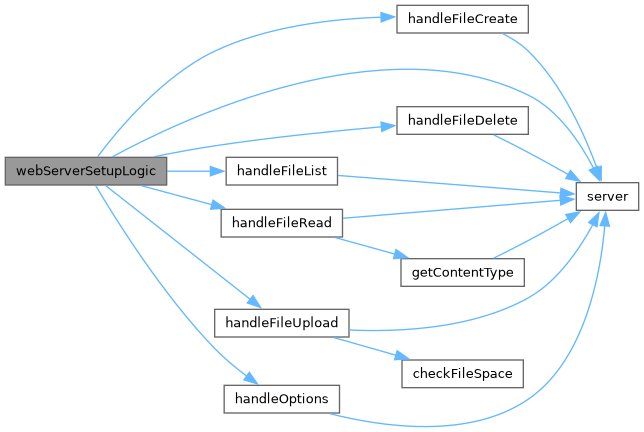 handleFileCreate
handleFileDelete
webServerSetupLogic
handleFileList
server
handleFileRead
getContentType
handleFileUpload
checkFileSpace
handleOptions